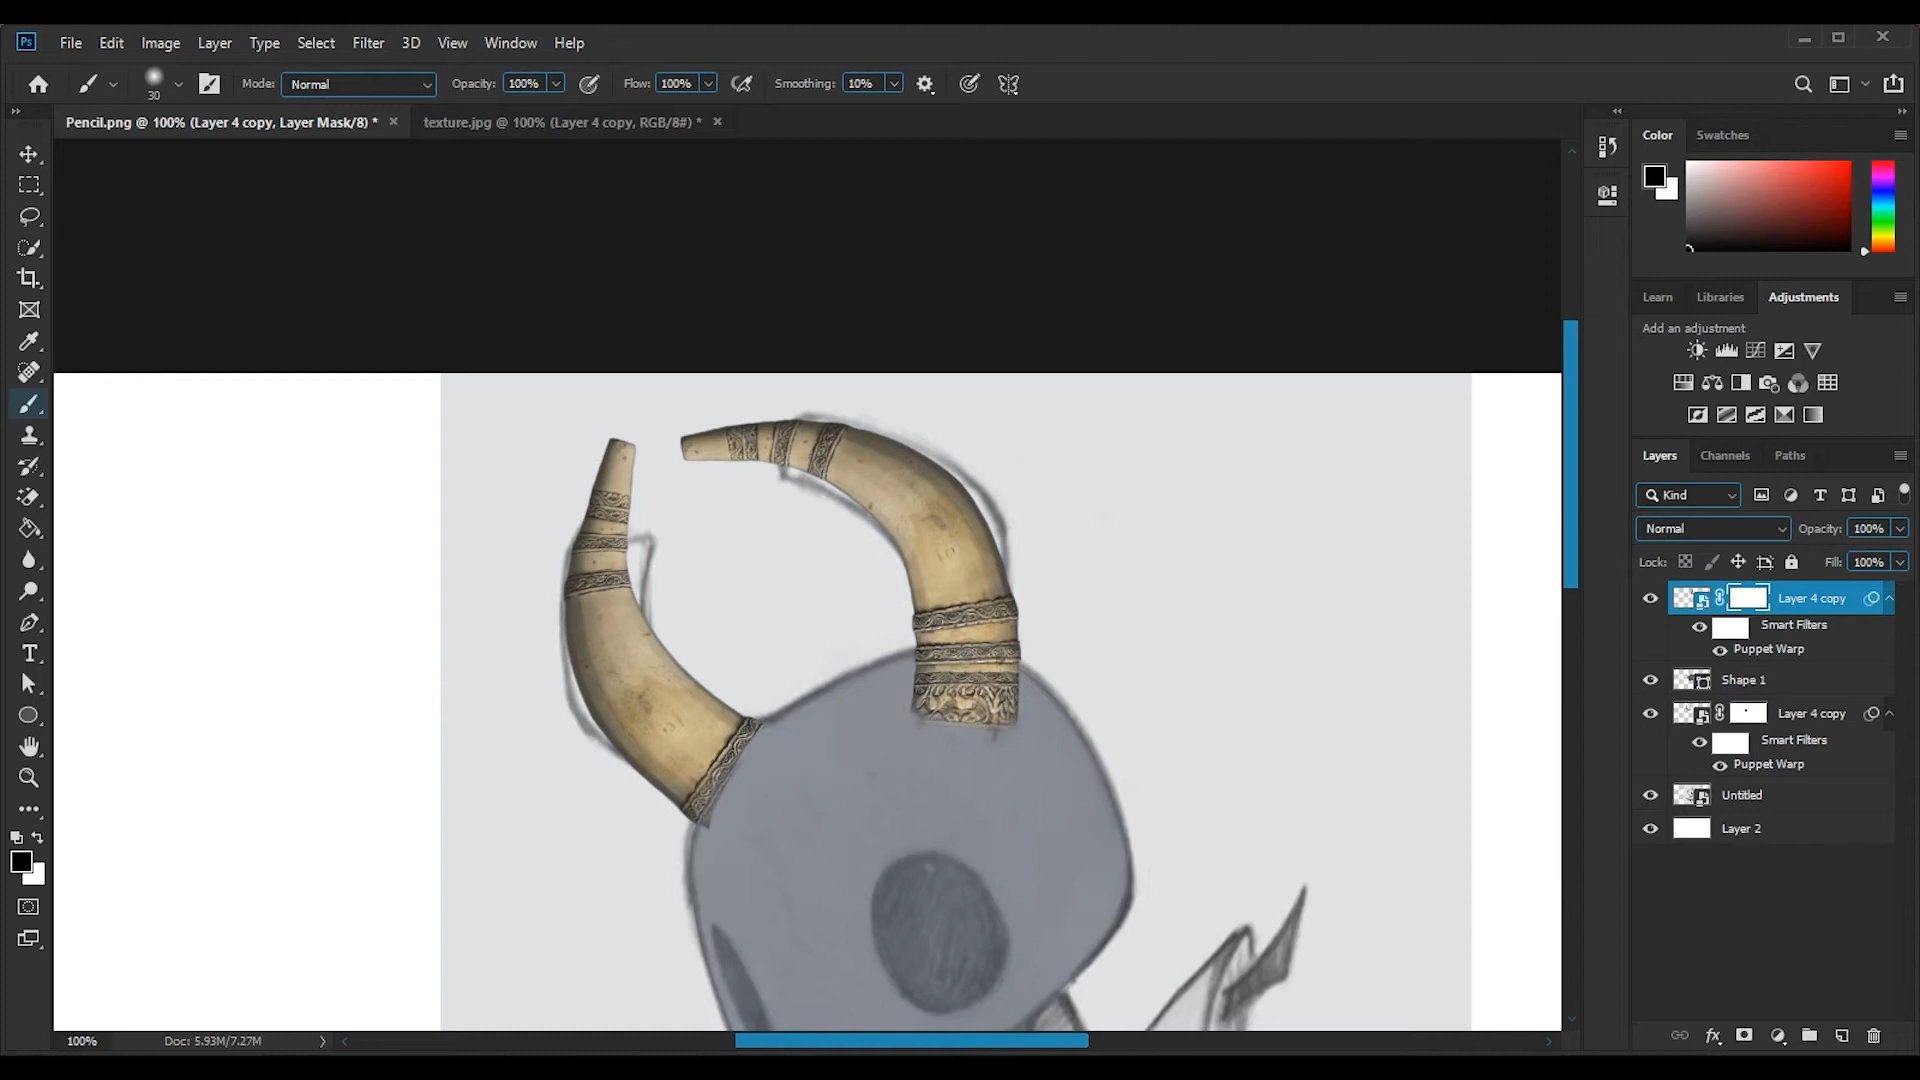 Ps File Edit Image Layer Type Select Filter 3D View Window Help
30 Mode: Normal Opacity: 100% Flow: 100% Smoothing: 10%
Pencil.png @ 100% (Layer 4 copy, Layer Mask/8) * texture.jpg @ 100% (Layer 4 copy, RGB/8#) *
Color Swatches
Learn Libraries Adjustments
Add an adjustment
Layers Channels Paths
Kind
Normal Opacity: 100%
Lock: Fill: 100%
Layer 4 copy
Smart Filters
Puppet Warp
Shape 1
Layer 4 copy
Smart Filters
Puppet Warp
Untitled
Layer 2
100% Doc: 5.93M/7.27M
fx